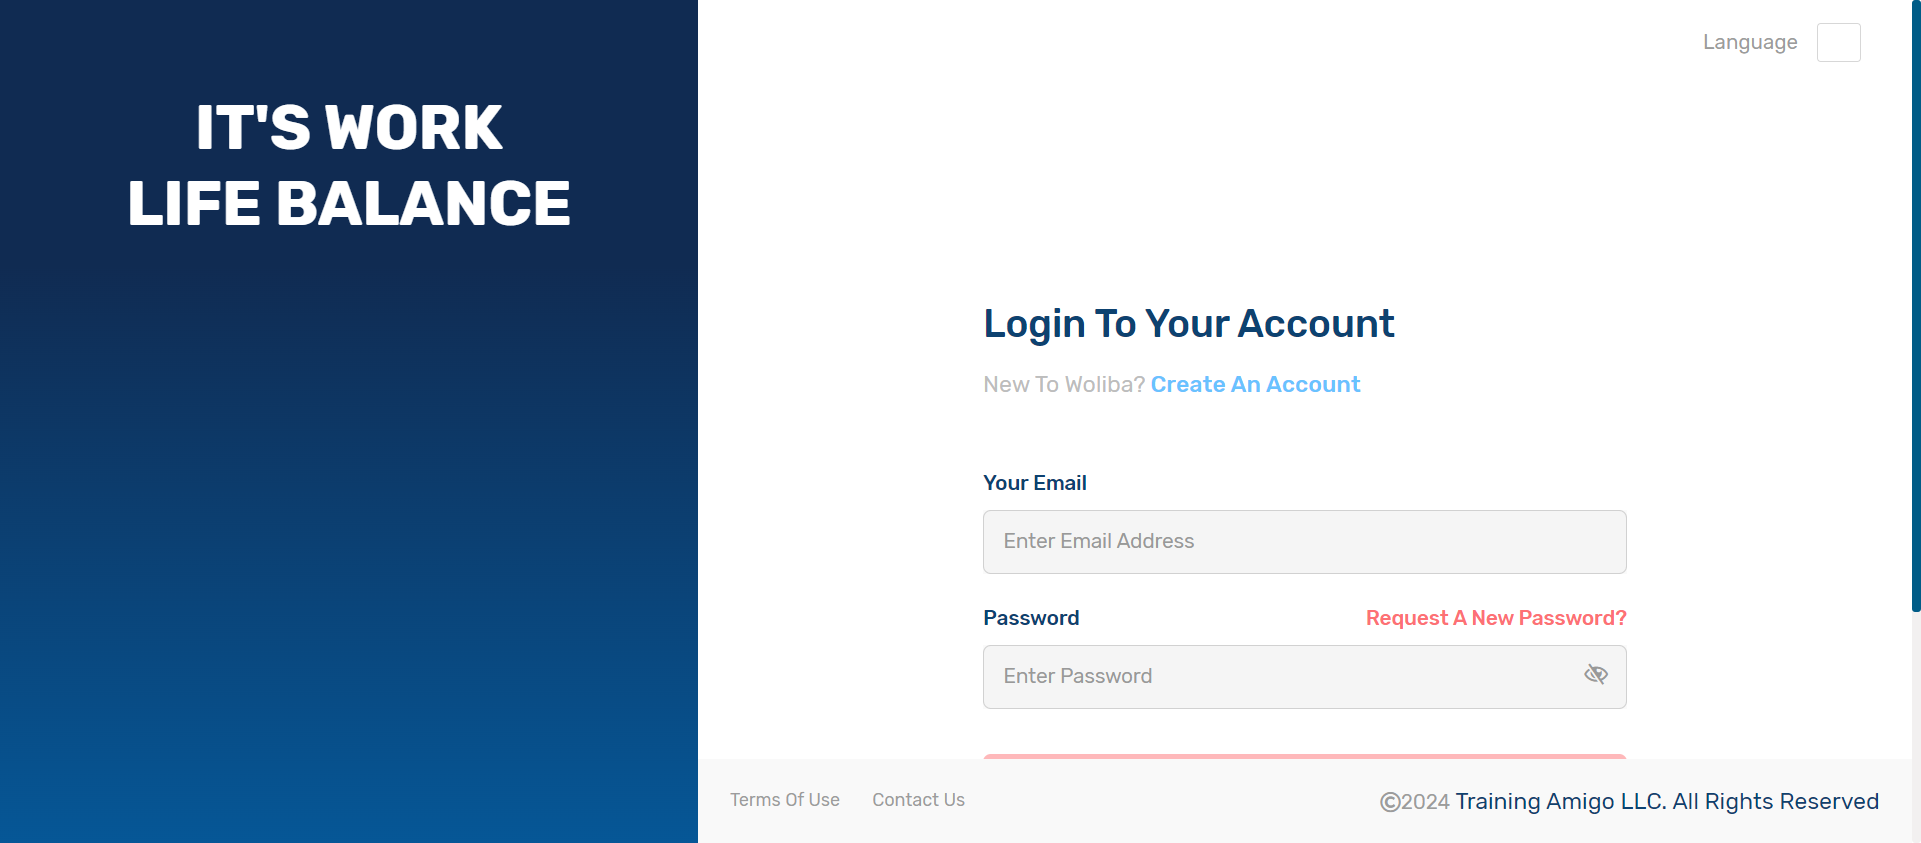 IT'S WORK
LIFE BALANCE
Language
Login To Your Account
New To Woliba? Create An Account
Your Email
Enter Email Address
Password
Request A New Password?
Enter Password
Terms Of Use
Contact Us
©2024 Training Amigo LLC. All Rights Reserved